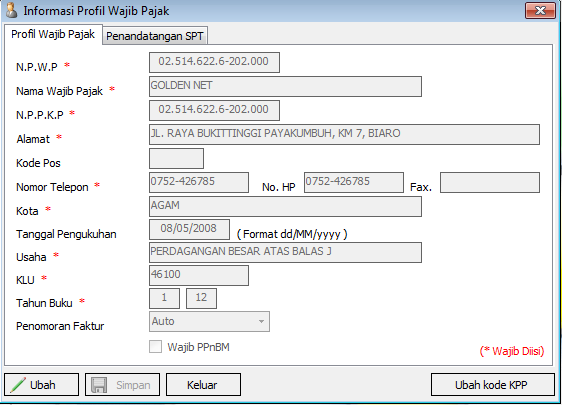 Informasi Profil Wajib Pajak
Profil Wajib Pajak Penandatangan SPT
N.P.W.P * 02.514.622.6-202.000
Nama Wajib Pajak * GOLDEN NET
N.P.P.K.P * 02.514.622.6-202.000
Alamat * JL. RAYA BUKITTINGGI PAYAKUMBUH, KM 7, BIARO
Kode Pos
Nomor Telepon * 0752-426785 No. HP 0752-426785 Fax.
Kota * AGAM
Tanggal Pengukuhan 08/05/2008 ( Format dd/MM/yyyy )
Usaha * PERDAGANGAN BESAR ATAS BALAS J
KLU * 46100
Tahun Buku * 1 12
Penomoran Faktur Auto
Wajib PPnBM
(* Wajib Diisi)
Ubah Simpan Keluar Ubah kode KPP